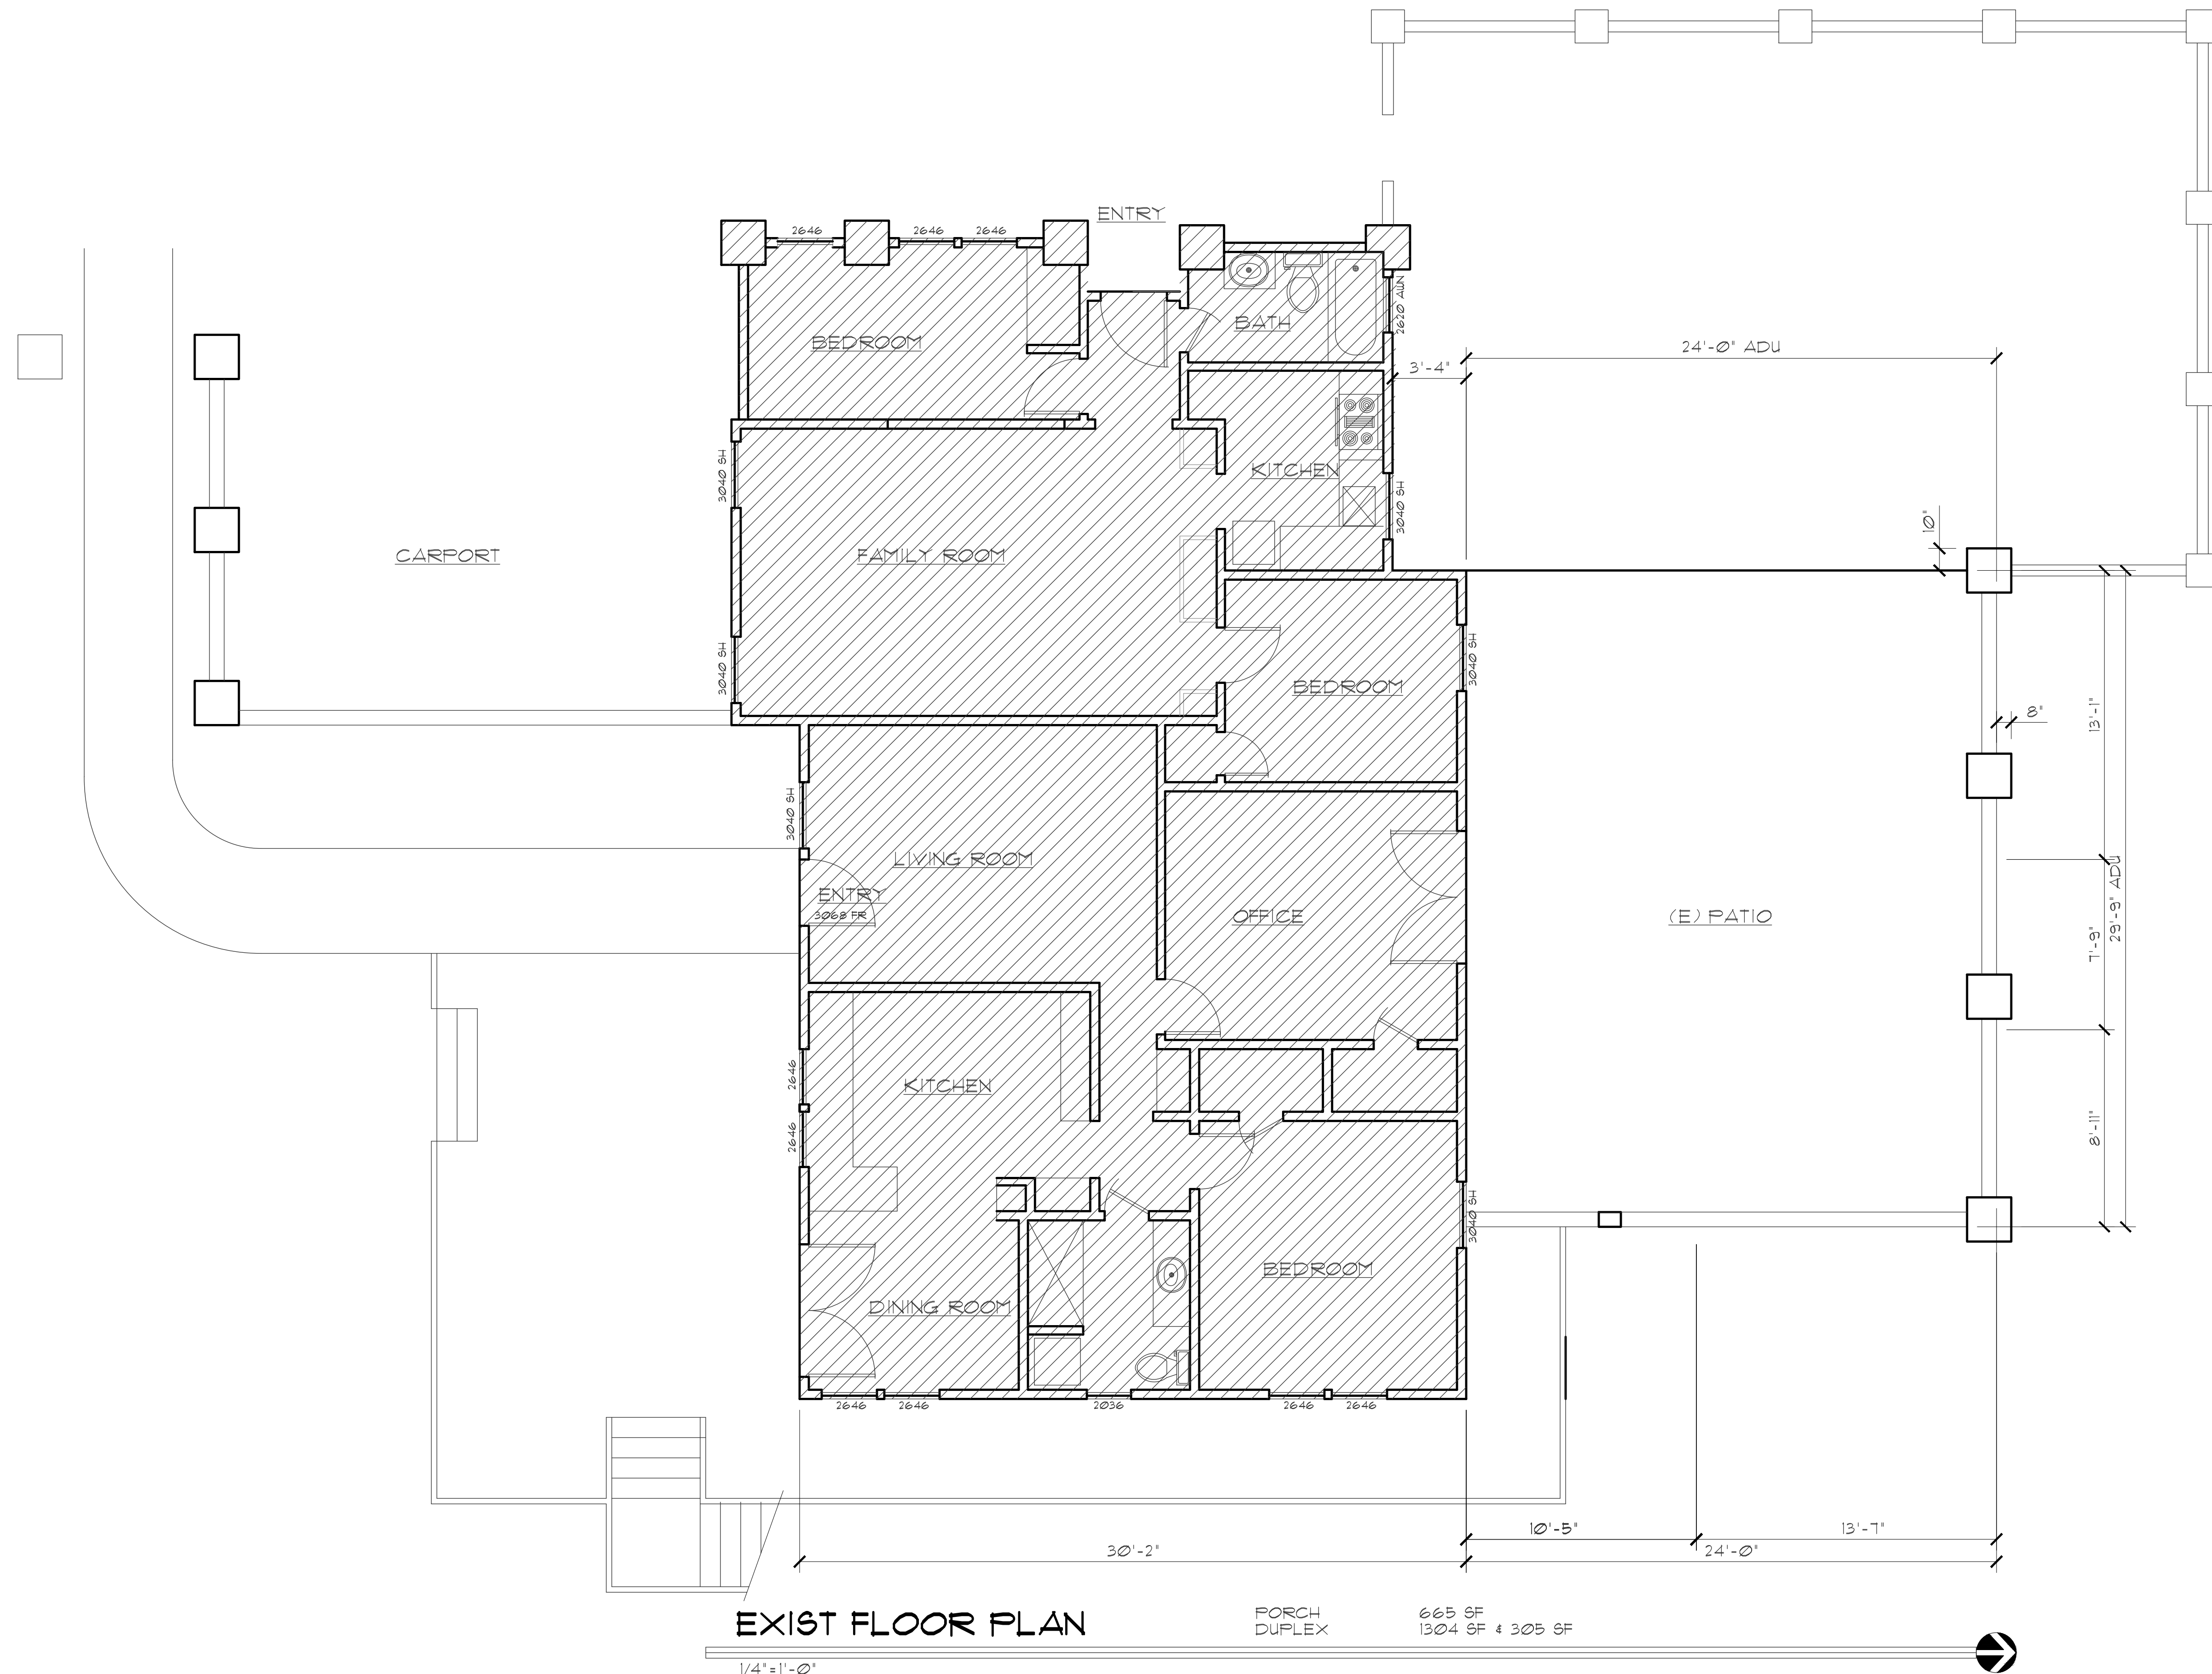 ENTRY
2646
2646
2646
2620 AWN
BATH
BEDROOM
24'-0" ADU
3'-4"
3040 SH
KITCHEN
3040 SH
10"
CARPORT
FAMILY ROOM
3040 SH
3040 SH
BEDROOM
8"
13'-1"
3040 SH
LIVING ROOM
ENTRY
3068 FR
OFFICE
(E) PATIO
7'-9"
29'-9" ADU
2646
KITCHEN
2646
8'-11"
3040 SH
BEDROOM
DINING ROOM
2646
2646
2036
2646
2646
10'-5"
13'-7"
30'-2"
24'-0"
EXIST FLOOR PLAN
PORCH 665 SF
DUPLEX 1304 SF & 305 SF
1/4"=1'-0"